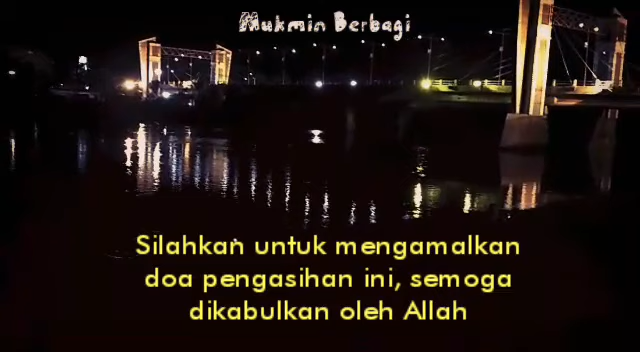 Mukmin Berbagi
Silahkan untuk mengamalkan
doa pengasihan ini, semoga
dikabulkan oleh Allah